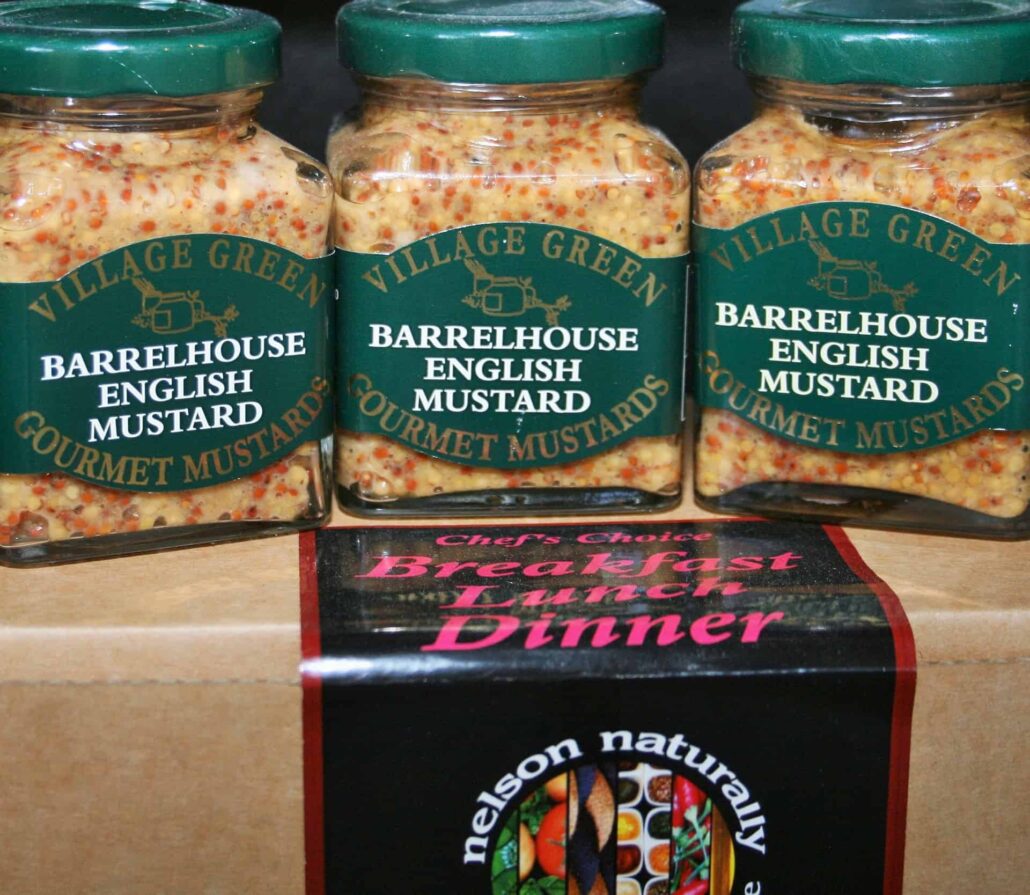 VILLAGE GREEN
BARRELHOUSE
ENGLISH
MUSTARD
GOURMET MUSTARDS
VILLAGE GREEN
BARRELHOUSE
ENGLISH
MUSTARD
GOURMET MUSTARDS
VILLAGE GREEN
BARRELHOUSE
ENGLISH
MUSTARD
GOURMET MUSTARDS
Chef's Choice
Breakfast
Lunch
Dinner
nelson naturally